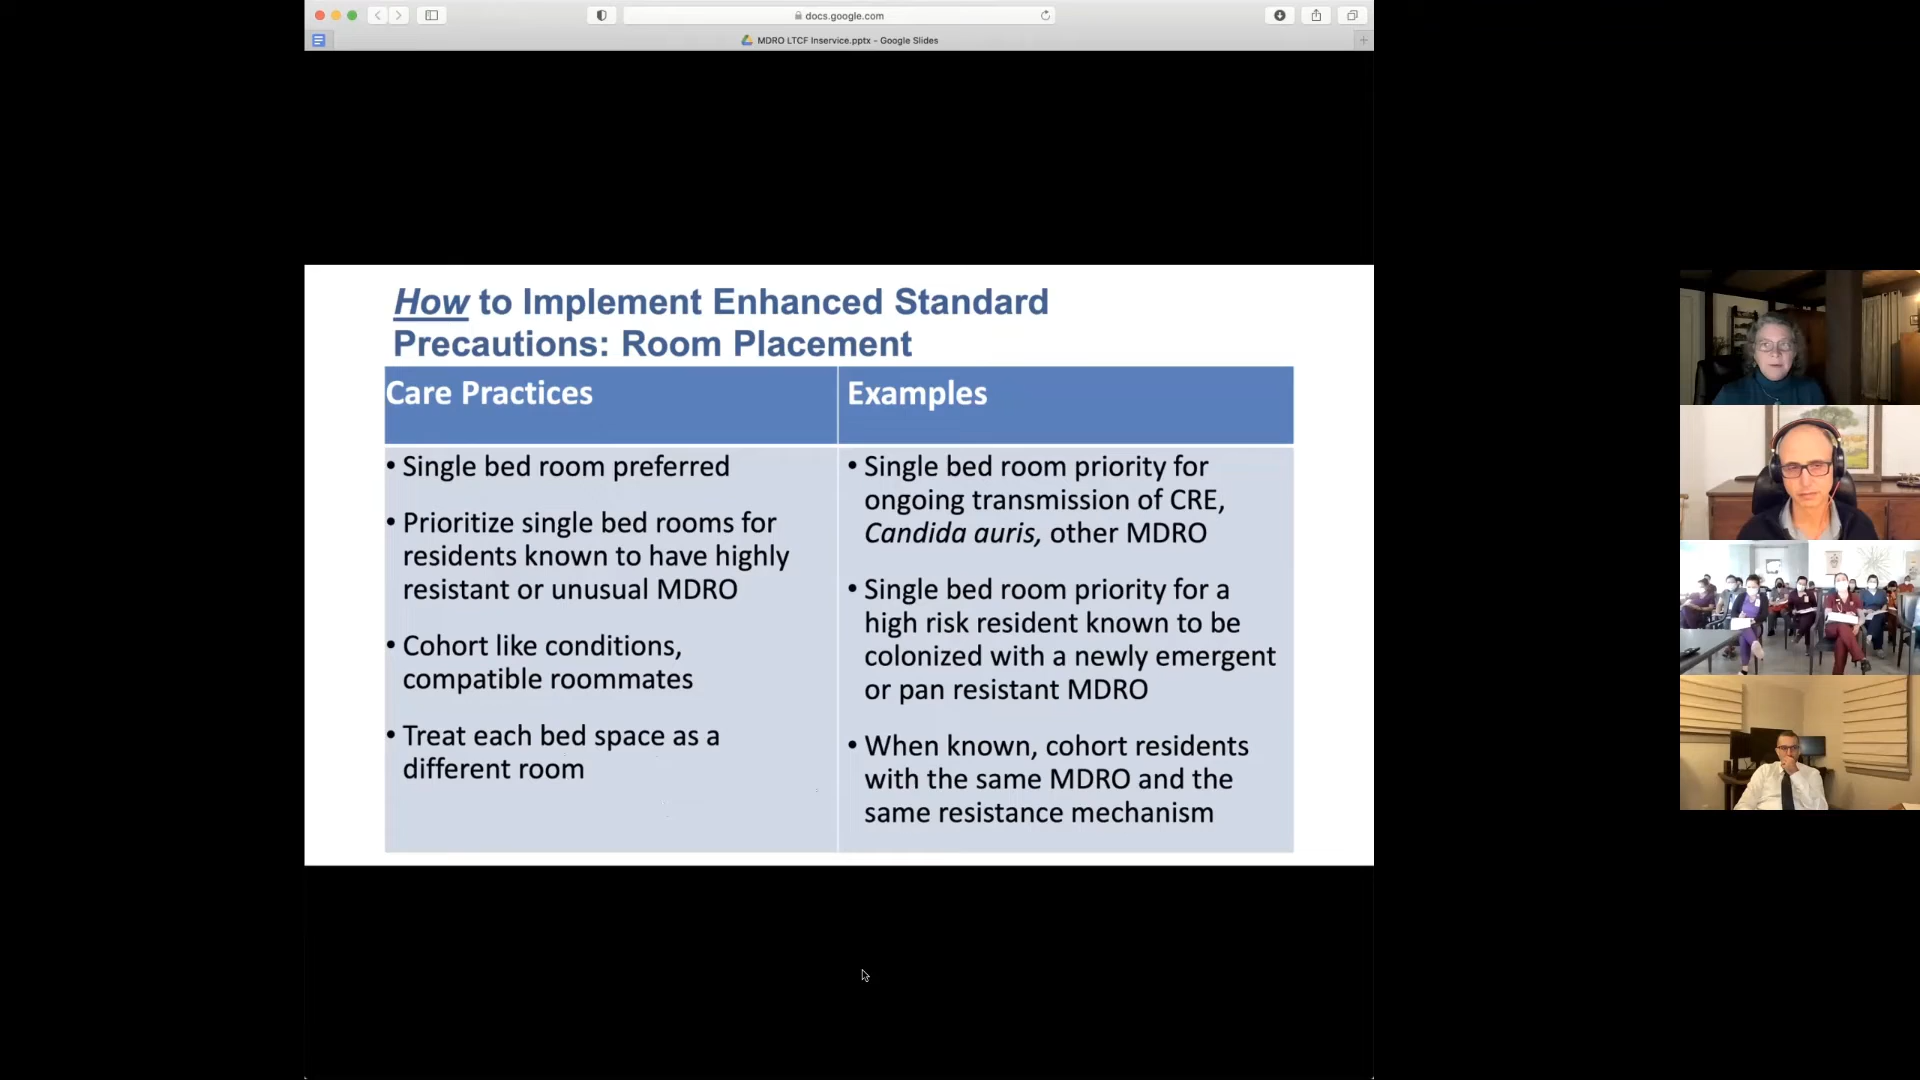 docs.google.com
MDRO LTCF Inservice.pptx - Google Slides
How to Implement Enhanced Standard
Precautions: Room Placement
Care Practices
• Single bed room preferred
• Prioritize single bed rooms for
residents known to have highly
resistant or unusual MDRO
• Cohort like conditions,
compatible roommates
• Treat each bed space as a
different room
Examples
• Single bed room priority for
ongoing transmission of CRE,
Candida auris, other MDRO
• Single bed room priority for a
high risk resident known to be
colonized with a newly emergent
or pan resistant MDRO
• When known, cohort residents
with the same MDRO and the
same resistance mechanism